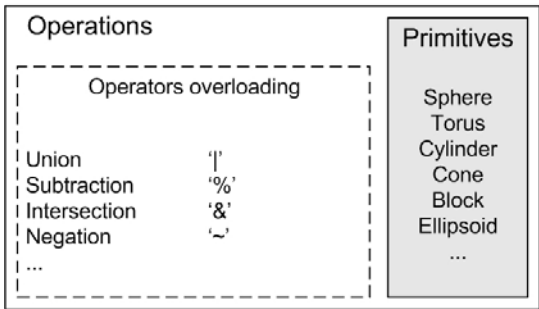 Operations
Operators overloading
Union ‘|’
Subtraction ‘%’
Intersection ‘&’
Negation ‘~’
...
Primitives
Sphere
Torus
Cylinder
Cone
Block
Ellipsoid
...